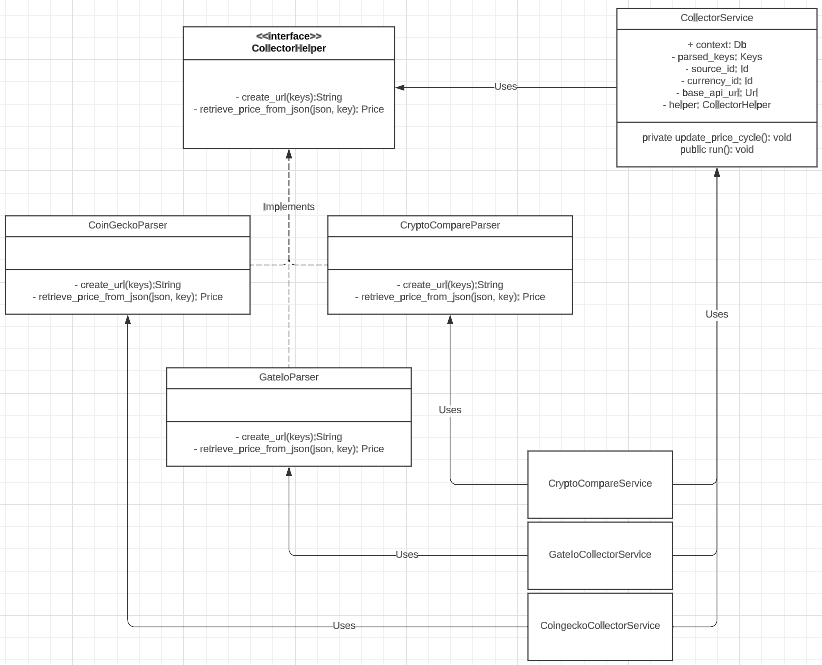 <<interface>>
CollectorHelper
- create_url(keys):String
- retrieve_price_from_json(json, key); Price
CollectorService
+ context: Db
- parsed_keys; Keys
- source_id; Id
- currency_id; Id
- base_api_url; Url
- helper; CollectorHelper
private update_price_cycle(): void
public run(): void
Uses
Implements
CoinGeckoParser
- create_url(keys);String
- retrieve_price_from_json(json, key); Price
CryptoCompareParser
- create_url(keys);String
- retrieve_price_from_json(json, key); Price
Uses
GateIoParser
- create_url(keys);String
- retrieve_price_from_json(json, key); Price
Uses
CryptoCompareService
Uses
GateIoCollectorService
Uses
CoingeckoCollectorService